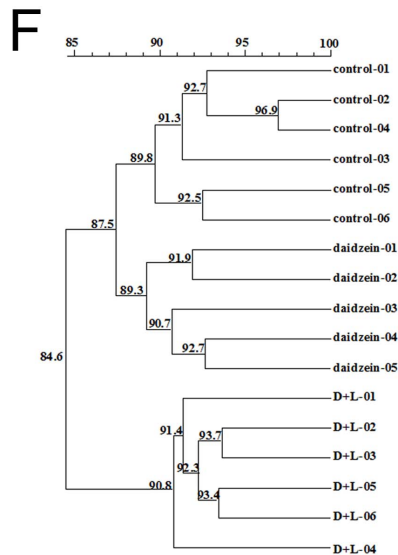 F
85 90 95 100
control-01
92.7
control-02
96.9
control-04
91.3
control-03
89.8
control-05
92.5
control-06
87.5
daidzein-01
91.9
daidzein-02
89.3
daidzein-03
90.7
daidzein-04
92.7
daidzein-05
84.6
D+L-01
91.4
D+L-02
93.7
D+L-03
92.3
D+L-05
90.8
93.4
D+L-06
D+L-04